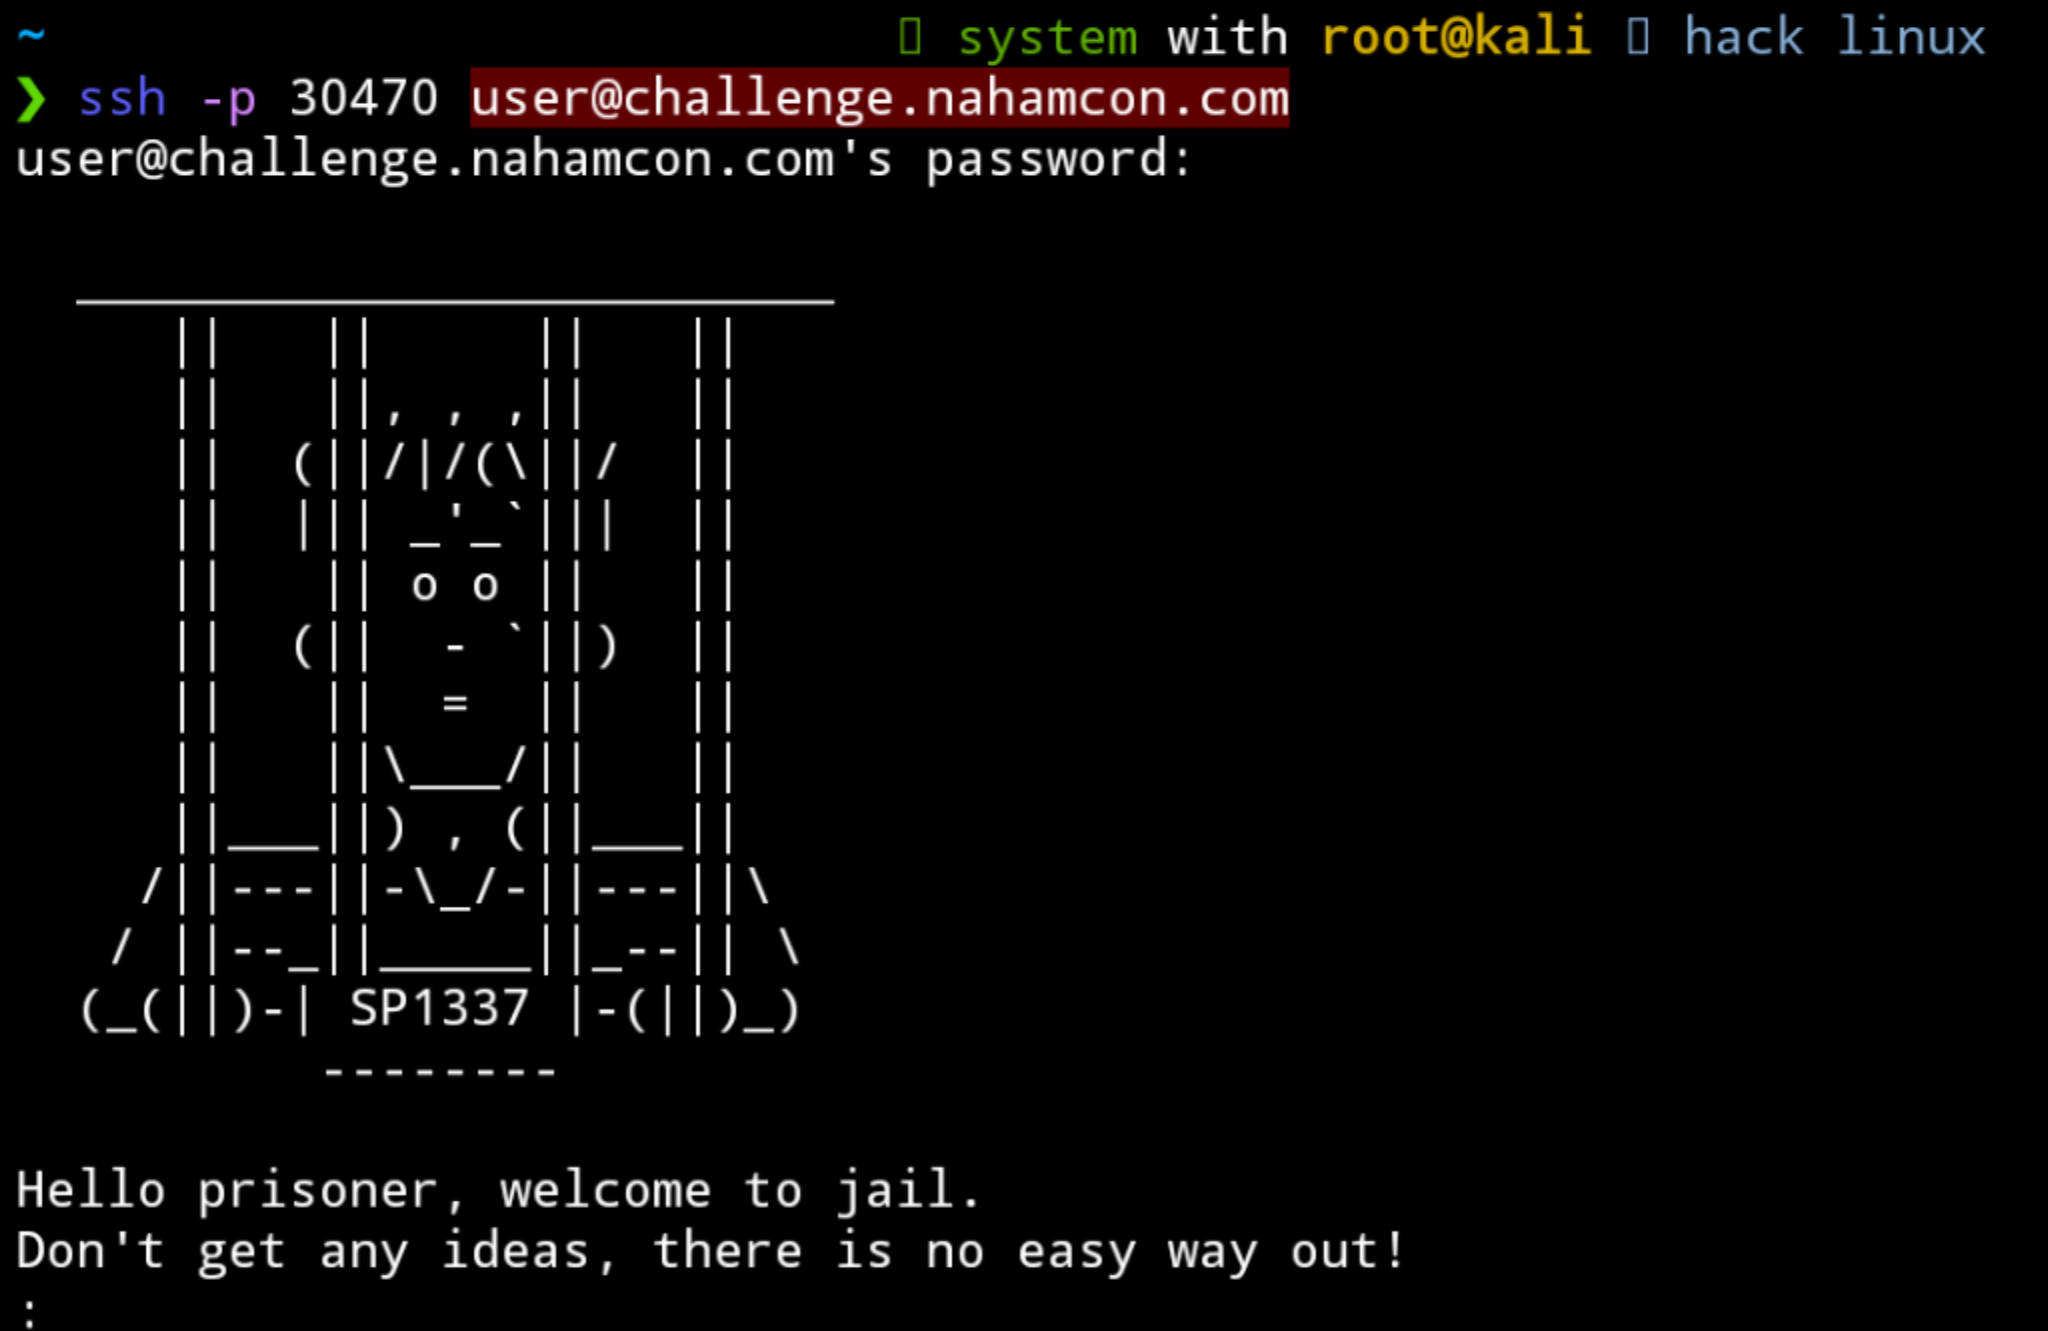 ~ system with root@kali hack linux
❯ ssh -p 30470 user@challenge.nahamcon.com
user@challenge.nahamcon.com's password:
  _________________________
     ||   ||     ||   ||
     ||   ||, , ,||   ||
     ||  (||/|/(\||/  ||
     ||  ||| _'_`|||  ||
     ||   || o o ||   ||
     ||  (||  - `||)  ||
     ||   ||  =  ||   ||
     ||   ||\___/||   ||
     ||___||) , (||___||
    /||---||-\_/-||---||\
   / ||--_||_____||_--|| \
  (_(||)-| SP1337 |-(||)_)
          --------
Hello prisoner, welcome to jail.
Don't get any ideas, there is no easy way out!
: